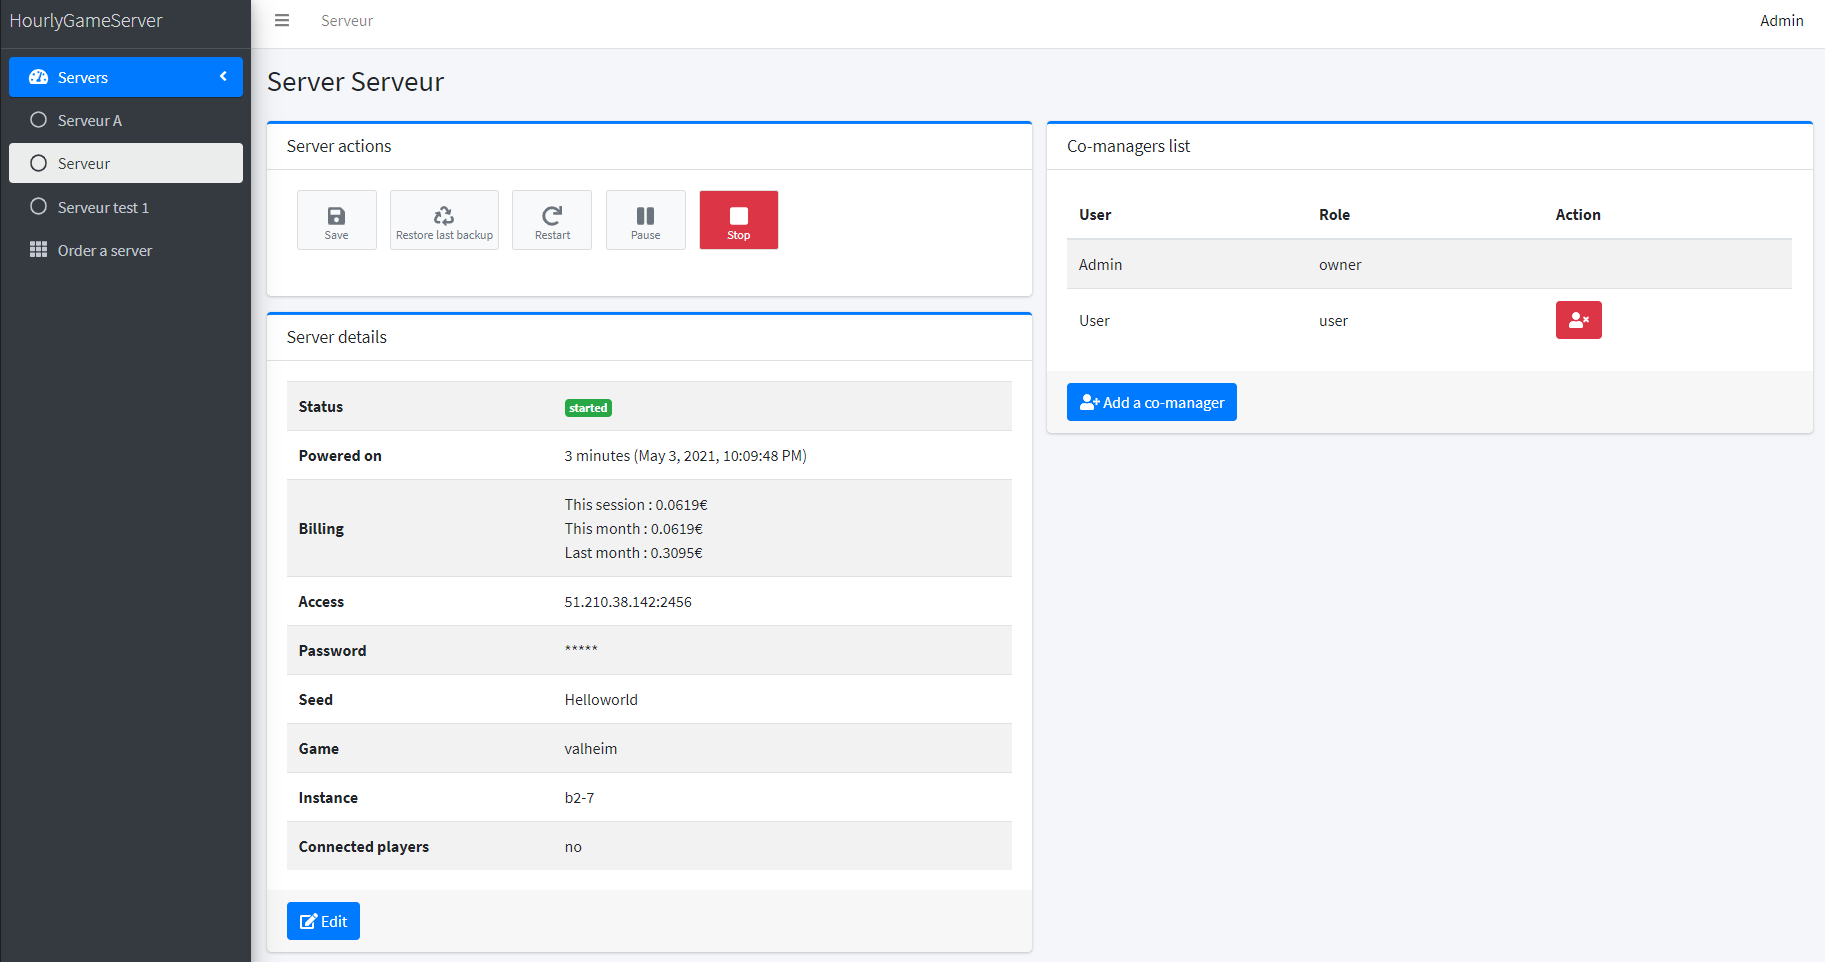 HourlyGameServer
Serveur
Admin
Servers
Serveur A
Serveur
Serveur test 1
Order a server
Server Serveur
Server actions
Save
Restore last backup
Restart
Pause
Stop
Server details
Status started
Powered on 3 minutes (May 3, 2021, 10:09:48 PM)
Billing
This session : 0.0619€
This month : 0.0619€
Last month : 0.3095€
Access 51.210.38.142:2456
Password *****
Seed Helloworld
Game valheim
Instance b2-7
Connected players no
Edit
Co-managers list
User Role Action
Admin owner
User user
Add a co-manager